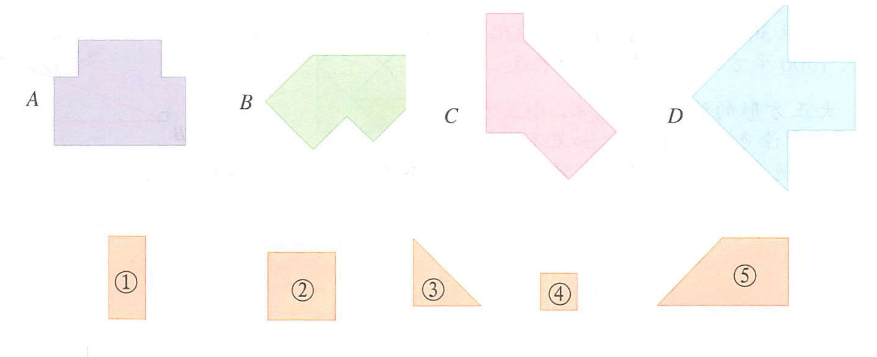 A
B
C
D
①
②
③
④
⑤